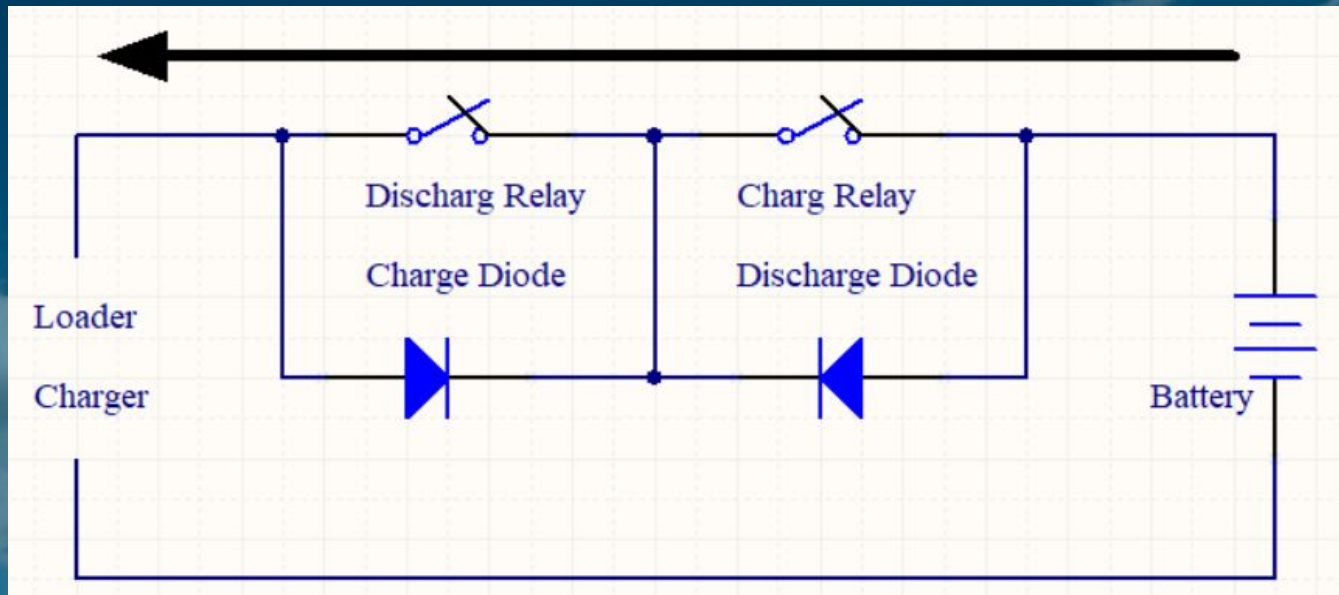 Discharg Relay
Charg Relay
Charge Diode
Discharge Diode
Loader
Charger
Battery